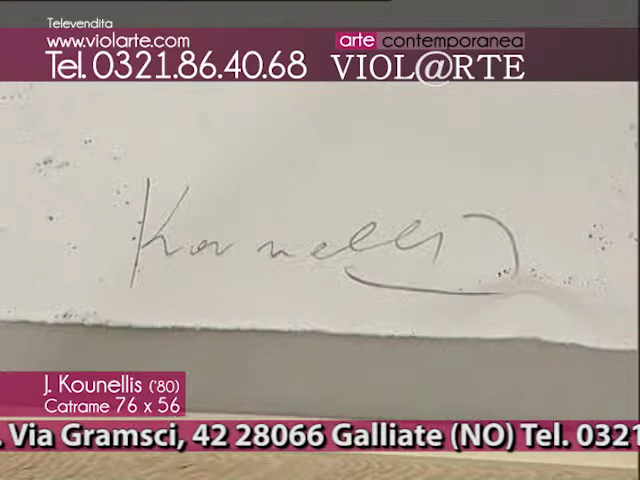 Televendita
www.violarte.com
Tel. 0321.86.40.68
arte contemporanea
VIOL@RTE
Kounellis
J. Kounellis ('80)
Catrame 76 x 56
. Via Gramsci, 42 28066 Galliate (NO) Tel. 0321